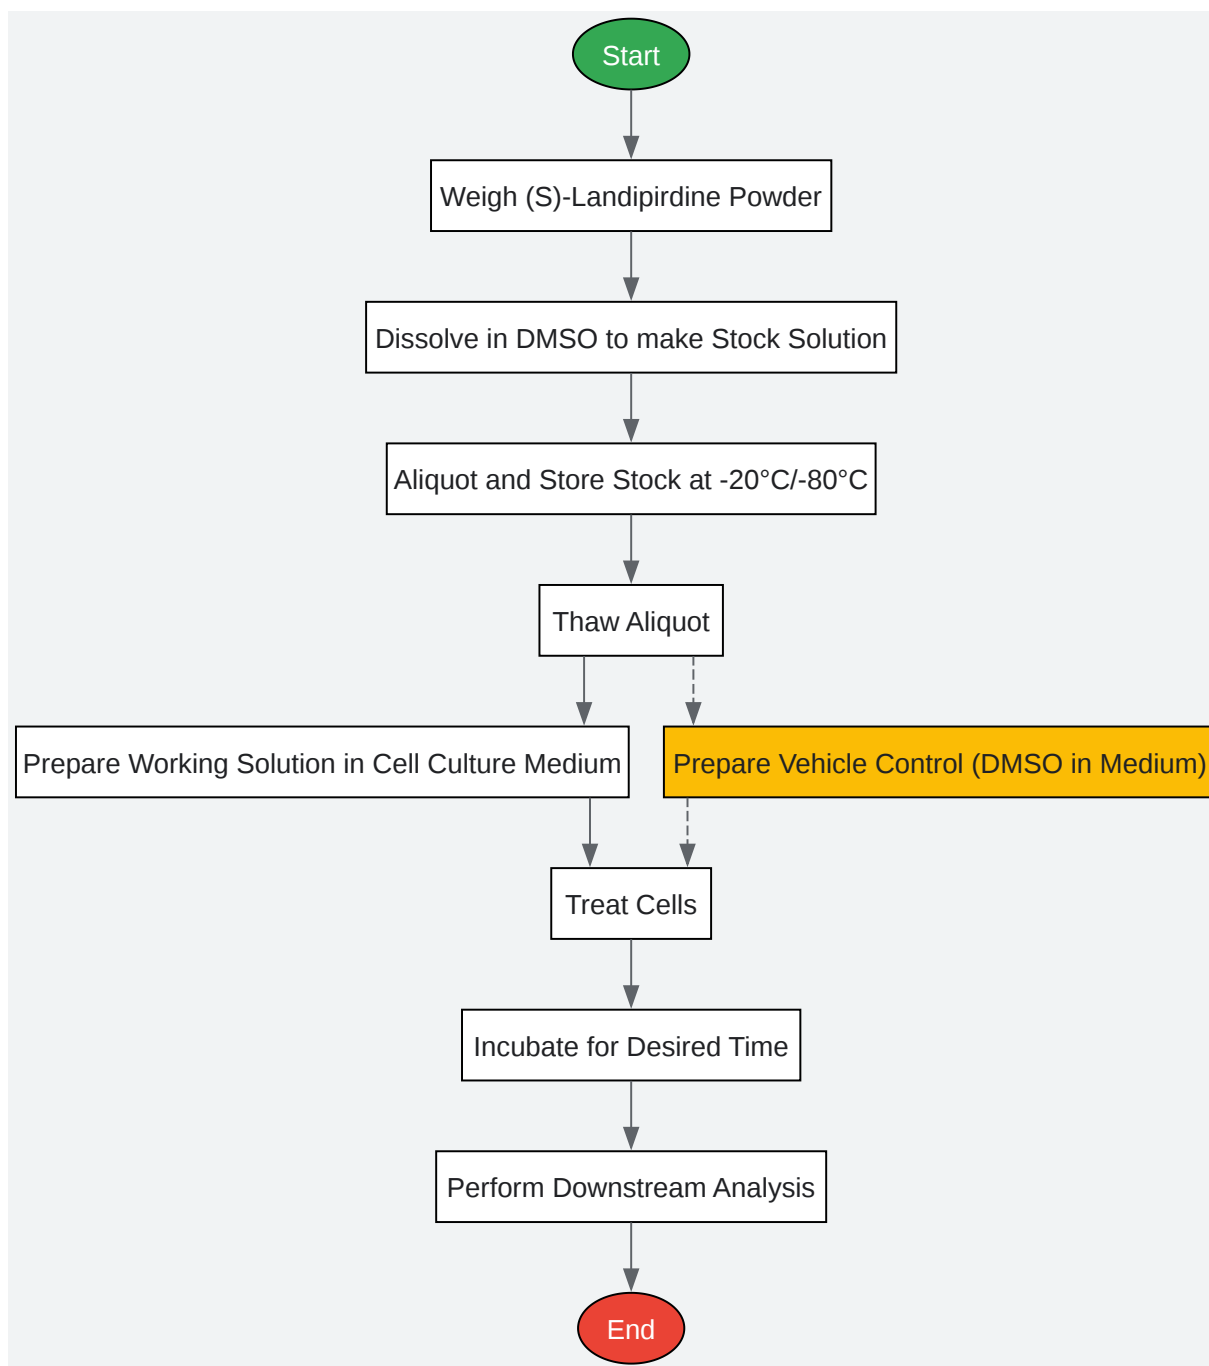 Start
Weigh (S)-Landipirdine Powder
Dissolve in DMSO to make Stock Solution
Aliquot and Store Stock at -20°C/-80°C
Thaw Aliquot
Prepare Working Solution in Cell Culture Medium
Prepare Vehicle Control (DMSO in Medium)
Treat Cells
Incubate for Desired Time
Perform Downstream Analysis
End